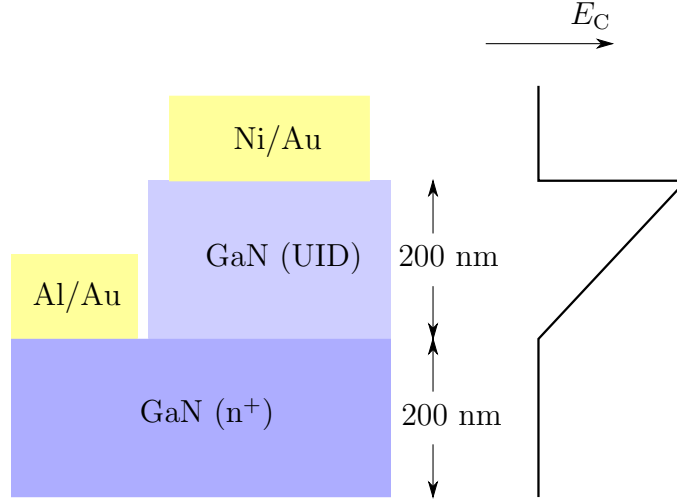 E_C
Ni/Au
GaN (UID)
200 nm
Al/Au
GaN (n⁺)
200 nm